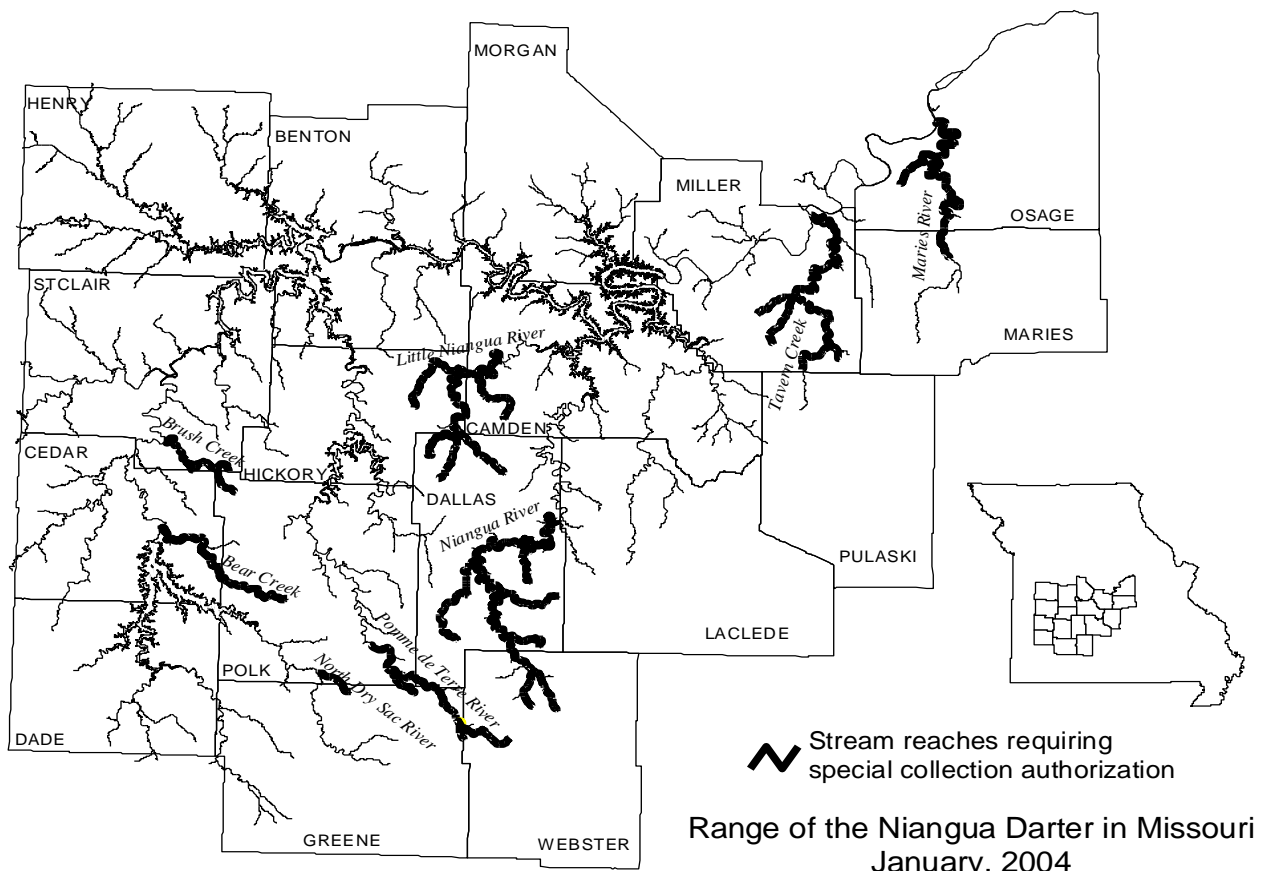 MORGAN
HENRY
BENTON
MILLER
OSAGE
Maries River
STCLAIR
MARIES
Little Niangua River
Tavern Creek
Brush Creek
CAMDEN
CEDAR
HICKORY
DALLAS
Niangua River
PULASKI
Bear Creek
LACLEDE
Pomme de Terre River
POLK
North Dry Sac River
DADE
Stream reaches requiring
special collection authorization
GREENE
WEBSTER
Range of the Niangua Darter in Missouri
January, 2004